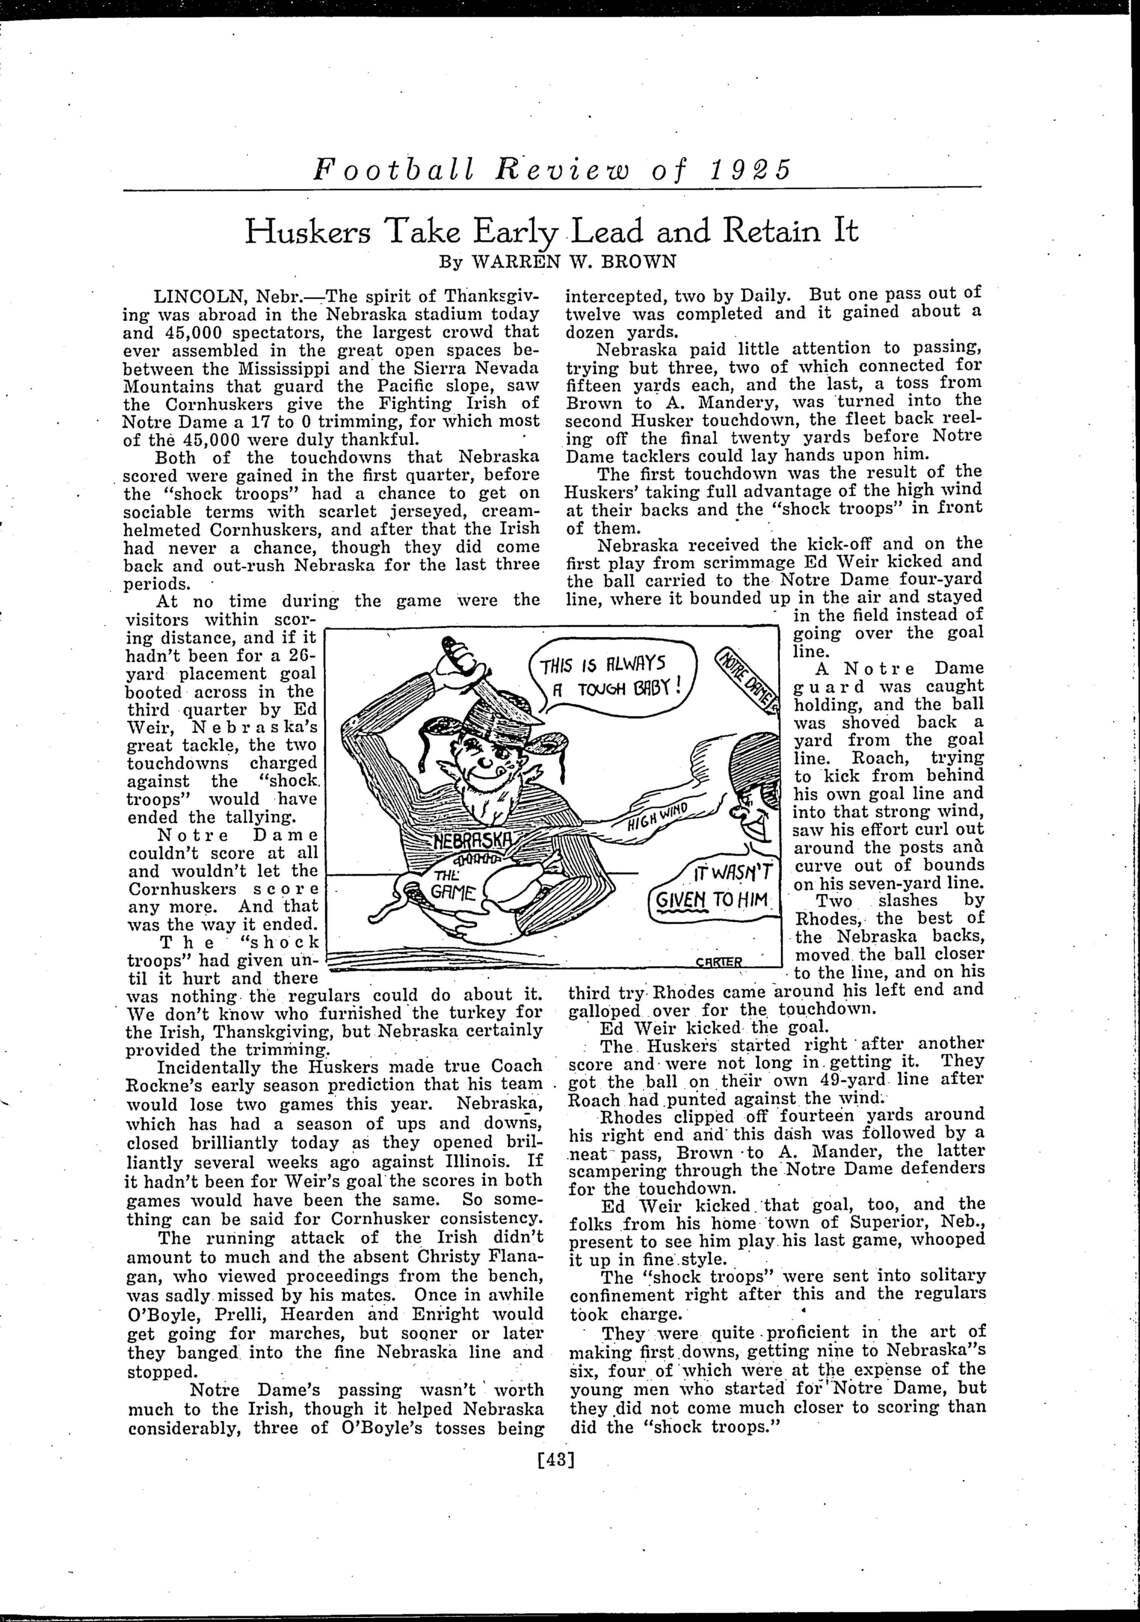 Football Review of 1925
Huskers Take Early Lead and Retain It
By WARREN W. BROWN
LINCOLN, Nebr.—The spirit of Thanksgiv-
ing was abroad in the Nebraska stadium today
and 45,000 spectators, the largest crowd that
ever assembled in the great open spaces be-
between the Mississippi and the Sierra Nevada
Mountains that guard the Pacific slope, saw
the Cornhuskers give the Fighting Irish of
Notre Dame a 17 to 0 trimming, for which most
of the 45,000 were duly thankful.
Both of the touchdowns that Nebraska
scored were gained in the first quarter, before
the "shock troops" had a chance to get on
sociable terms with scarlet jerseyed, cream-
helmeted Cornhuskers, and after that the Irish
had never a chance, though they did come
back and out-rush Nebraska for the last three
periods.
At no time during the game were the
visitors within scor-
ing distance, and if it
hadn't been for a 26-
yard placement goal
booted across in the
third quarter by Ed
Weir, Nebraska's
great tackle, the two
touchdowns charged
against the "shock
troops" would have
ended the tallying.
Notre Dame
couldn't score at all
and wouldn't let the
Cornhuskers score
any more. And that
was the way it ended.
The "shock
troops" had given un-
til it hurt and there
was nothing the regulars could do about it.
We don't know who furnished the turkey for
the Irish, Thanskgiving, but Nebraska certainly
provided the trimming.
Incidentally the Huskers made true Coach
Rockne's early season prediction that his team
would lose two games this year. Nebraska,
which has had a season of ups and downs,
closed brilliantly today as they opened bril-
liantly several weeks ago against Illinois. If
it hadn't been for Weir's goal the scores in both
games would have been the same. So some-
thing can be said for Cornhusker consistency.
The running attack of the Irish didn't
amount to much and the absent Christy Flana-
gan, who viewed proceedings from the bench,
was sadly missed by his mates. Once in awhile
O'Boyle, Prelli, Hearden and Enright would
get going for marches, but sooner or later
they banged into the fine Nebraska line and
stopped.
Notre Dame's passing wasn't worth
much to the Irish, though it helped Nebraska
considerably, three of O'Boyle's tosses being
intercepted, two by Daily. But one pass out of
twelve was completed and it gained about a
dozen yards.
Nebraska paid little attention to passing,
trying but three, two of which connected for
fifteen yards each, and the last, a toss from
Brown to A. Mandery, was turned into the
second Husker touchdown, the fleet back reel-
ing off the final twenty yards before Notre
Dame tacklers could lay hands upon him.
The first touchdown was the result of the
Huskers' taking full advantage of the high wind
at their backs and the "shock troops" in front
of them.
Nebraska received the kick-off and on the
first play from scrimmage Ed Weir kicked and
the ball carried to the Notre Dame four-yard
line, where it bounded up in the air and stayed
in the field instead of
going over the goal
line.
A Notre Dame
guard was caught
holding, and the ball
was shoved back a
yard from the goal
line. Roach, trying
to kick from behind
his own goal line and
into that strong wind,
saw his effort curl out
around the posts and
curve out of bounds
on his seven-yard line.
Two slashes by
Rhodes, the best of
the Nebraska backs,
moved the ball closer
to the line, and on his
third try Rhodes came around his left end and
galloped over for the touchdown.
Ed Weir kicked the goal.
The Huskers started right after another
score and were not long in getting it. They
got the ball on their own 49-yard line after
Roach had punted against the wind.
Rhodes clipped off fourteen yards around
his right end and this dash was followed by a
neat pass, Brown to A. Mander, the latter
scampering through the Notre Dame defenders
for the touchdown.
Ed Weir kicked that goal, too, and the
folks from his home town of Superior, Neb.,
present to see him play his last game, whooped
it up in fine style.
The "shock troops" were sent into solitary
confinement right after this and the regulars
took charge.
They were quite proficient in the art of
making first downs, getting nine to Nebraska"s
six, four of which were at the expense of the
young men who started for Notre Dame, but
they did not come much closer to scoring than
did the "shock troops."
THIS IS ALWAYS
A TOUGH BABY!
NOTRE DAME
HIGH WIND
NEBRASKA
THE
GAME
IT WASN'T
GIVEN TO HIM
CARTER
[43]